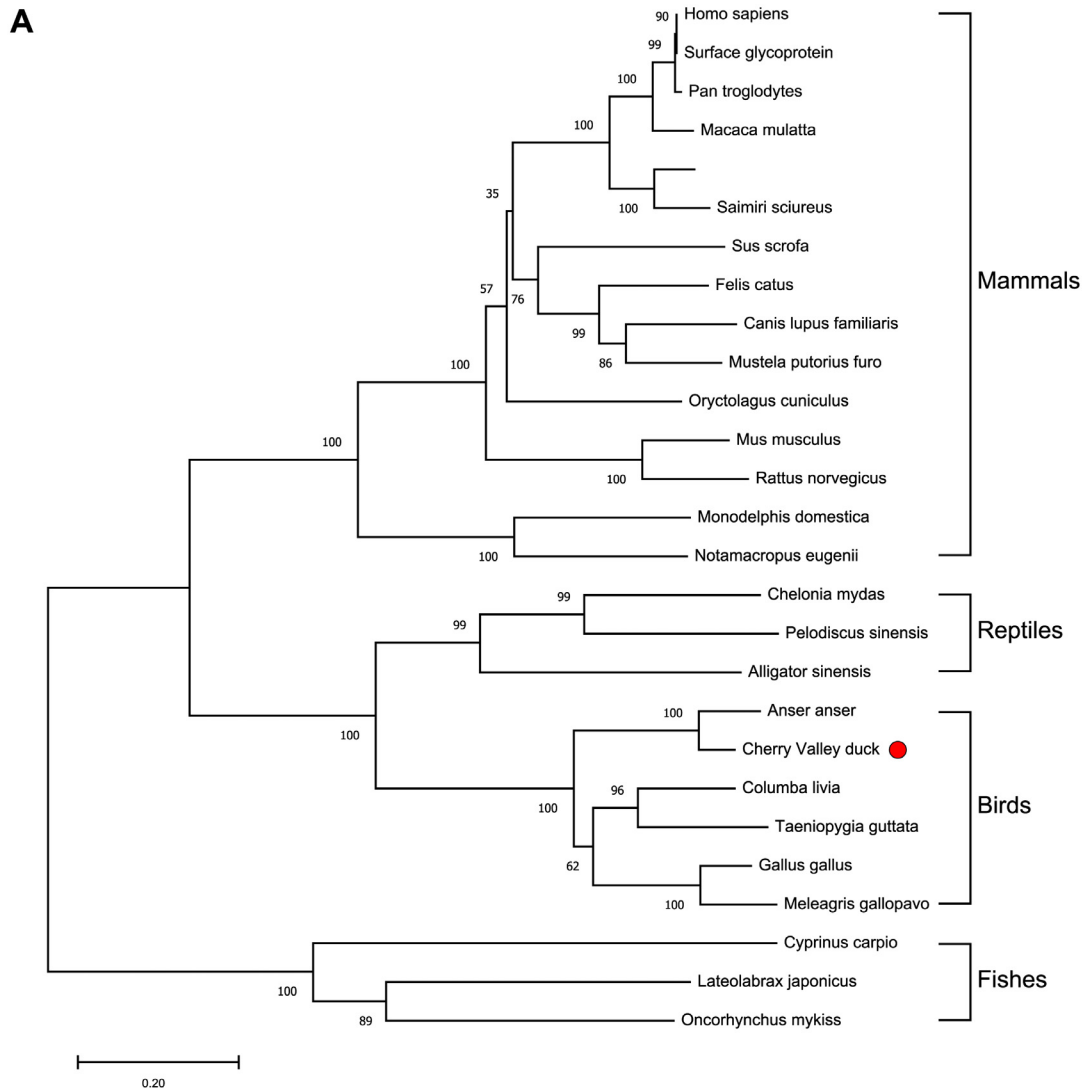 A
90
Homo sapiens
99
Surface glycoprotein
100
Pan troglodytes
100
Macaca mulatta
35
100
Saimiri sciureus
Sus scrofa
57
76
Felis catus
Mammals
99
Canis lupus familiaris
86
Mustela putorius furo
100
Oryctolagus cuniculus
100
Mus musculus
100
Rattus norvegicus
Monodelphis domestica
100
Notamacropus eugenii
99
Chelonia mydas
99
Pelodiscus sinensis
Reptiles
Alligator sinensis
100
100
Anser anser
Cherry Valley duck
96
Columba livia
100
Taeniopygia guttata
Birds
62
Gallus gallus
100
Meleagris gallopavo
Cyprinus carpio
100
Lateolabrax japonicus
Fishes
89
Oncorhynchus mykiss
0.20